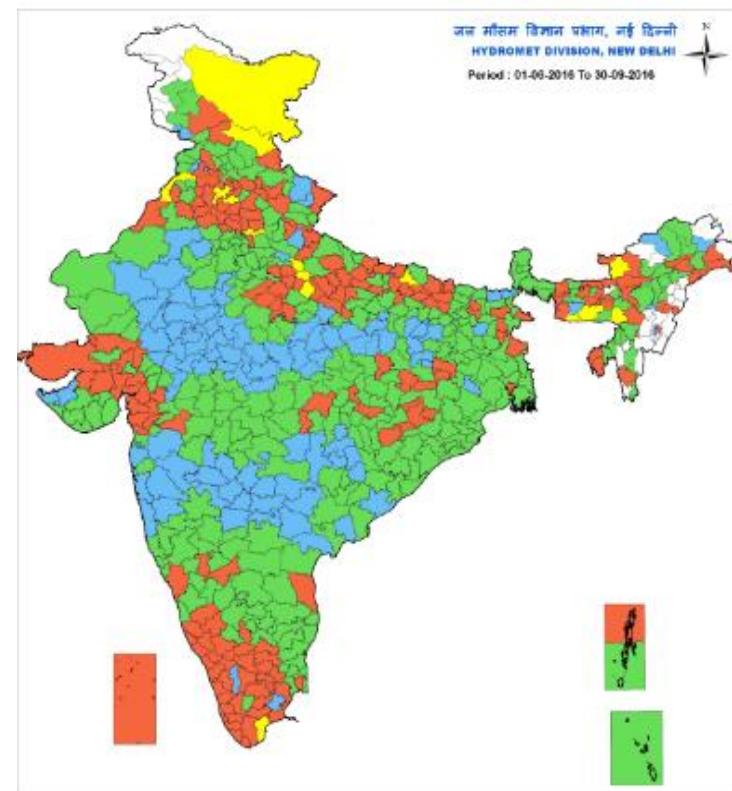 जल मौसम विज्ञान प्रभाग, नई दिल्ली
HYDROMET DIVISION, NEW DELHI
N
Period : 01-06-2016 To 30-09-2016